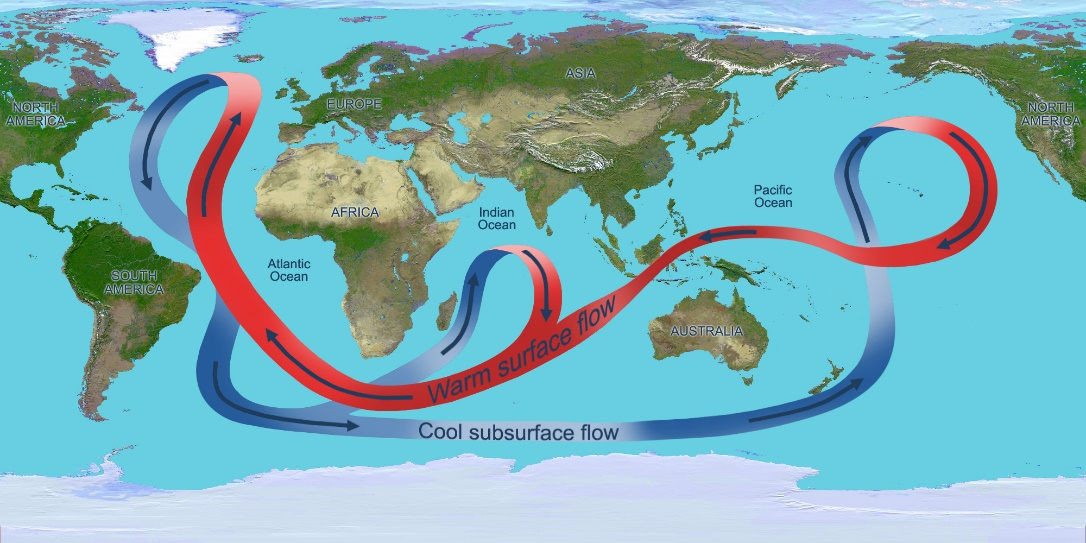 NORTH
AMERICA
EUROPE
ASIA
NORTH
AMERICA
AFRICA
Indian
Ocean
Pacific
Ocean
SOUTH
AMERICA
Atlantic
Ocean
AUSTRALIA
Warm surface flow
Cool subsurface flow